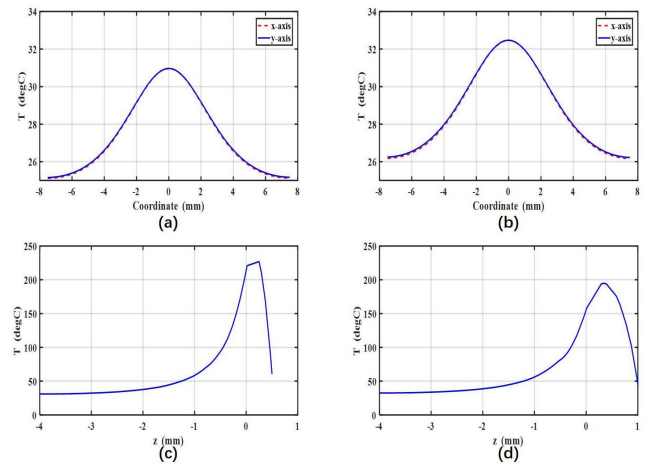 34
32
30
28
26
T (degC)
x-axis
y-axis
-8 -6 -4 -2 0 2 4 6 8
Coordinate (mm)
(a)
34
32
30
28
26
T (degC)
x-axis
y-axis
-8 -6 -4 -2 0 2 4 6 8
Coordinate (mm)
(b)
250
200
150
100
50
0
T (degC)
-4 -3 -2 -1 0 1
z (mm)
(c)
250
200
150
100
50
0
T (degC)
-4 -3 -2 -1 0 1
z (mm)
(d)